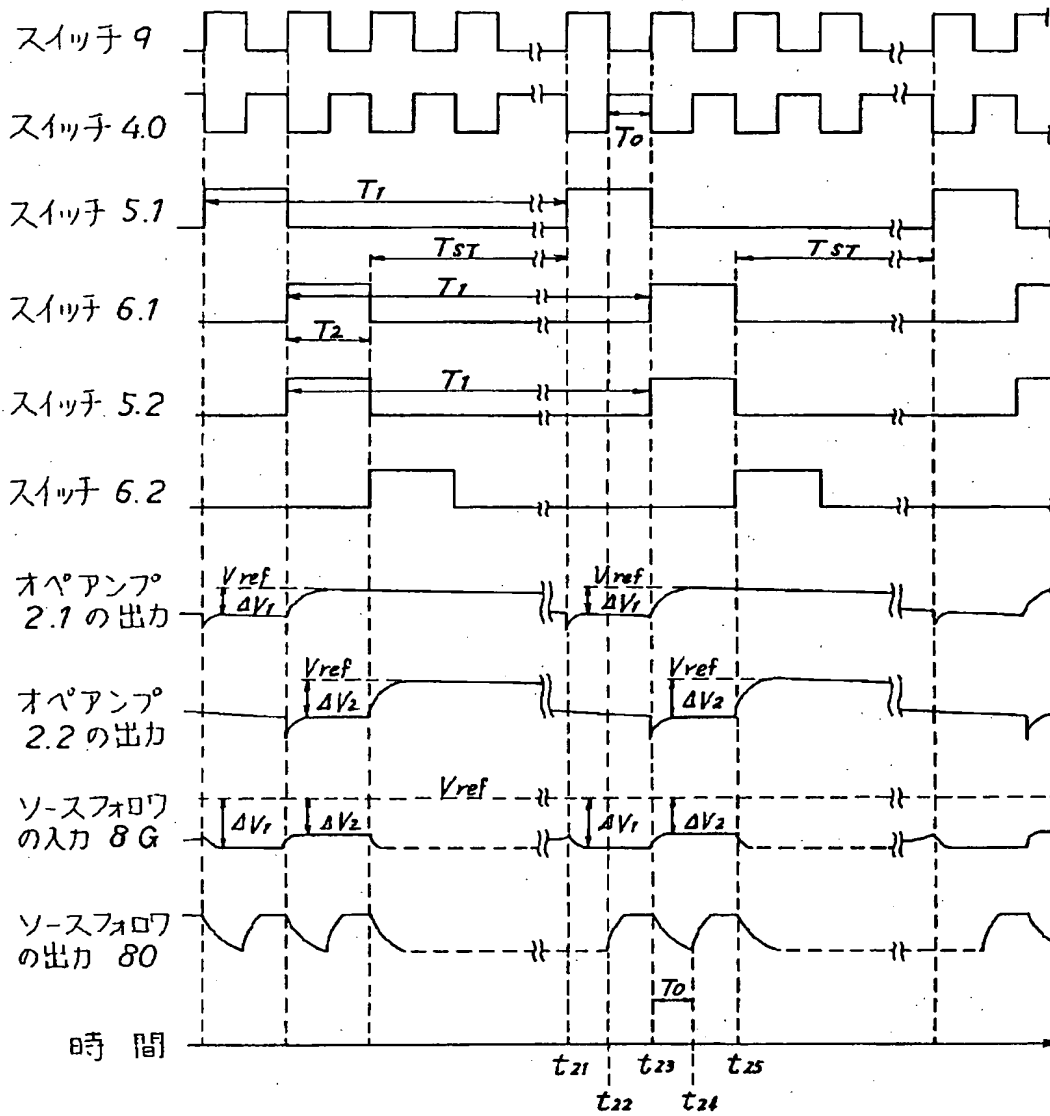 スイッチ 9
スイッチ 4.0
To
スイッチ 5.1
T1
TST
TST
スイッチ 6.1
T1
T2
スイッチ 5.2
T1
スイッチ 6.2
オペアンプ
2.1 の出力
Vref
ΔV1
Vref
ΔV1
オペアンプ
2.2 の出力
Vref
ΔV2
Vref
ΔV2
ソースフォロワ
の入力 8G
Vref
ΔV1
ΔV2
ΔV1
ΔV2
ソースフォロワ
の出力 80
To
時間
t21
t22
t23
t24
t25